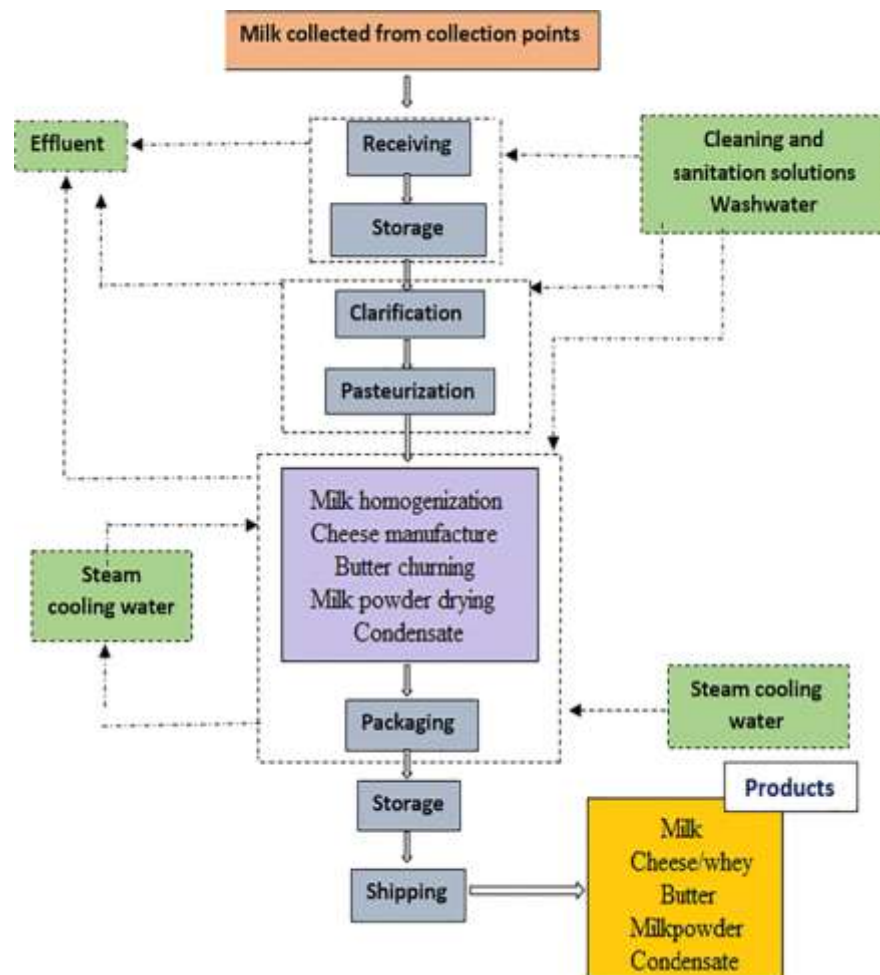 Milk collected from collection points
Effluent
Receiving
Cleaning and
sanitation solutions
Washwater
Storage
Clarification
Pasteurization
Milk homogenization
Cheese manufacture
Butter churning
Milk powder drying
Condensate
Steam
cooling water
Steam cooling
water
Packaging
Storage
Shipping
Products
Milk
Cheese/whey
Butter
Milkpowder
Condensate